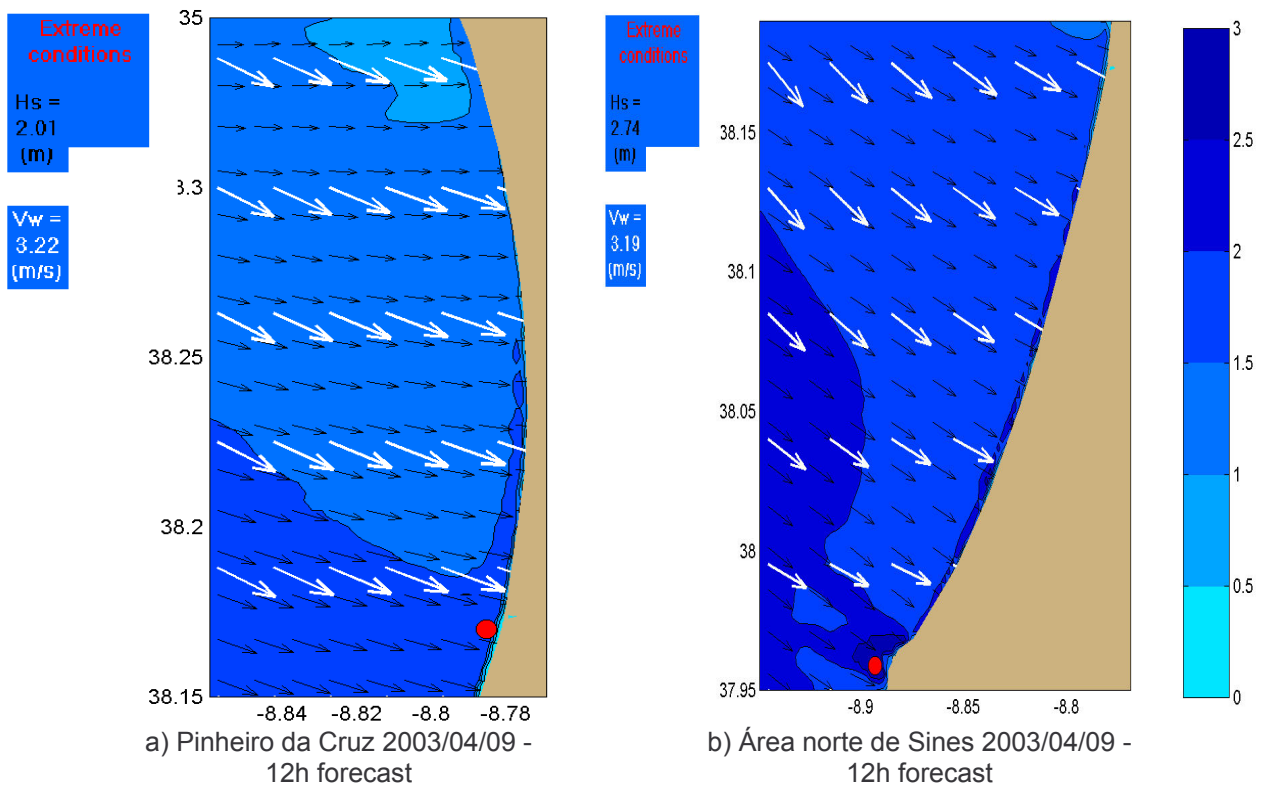 Extreme
conditions
Hs =
2.01
(m)
Vw =
3.22
(m/s)
35
3.3
38.25
38.2
38.15
-8.84 -8.82 -8.8 -8.78
a) Pinheiro da Cruz 2003/04/09 -
12h forecast
Extreme
conditions
Hs =
2.74
(m)
Vw =
3.19
(m/s)
38.15
38.1
38.05
38
37.95
-8.9 -8.85 -8.8
b) Área norte de Sines 2003/04/09 -
12h forecast
3
2.5
2
1.5
1
0.5
0